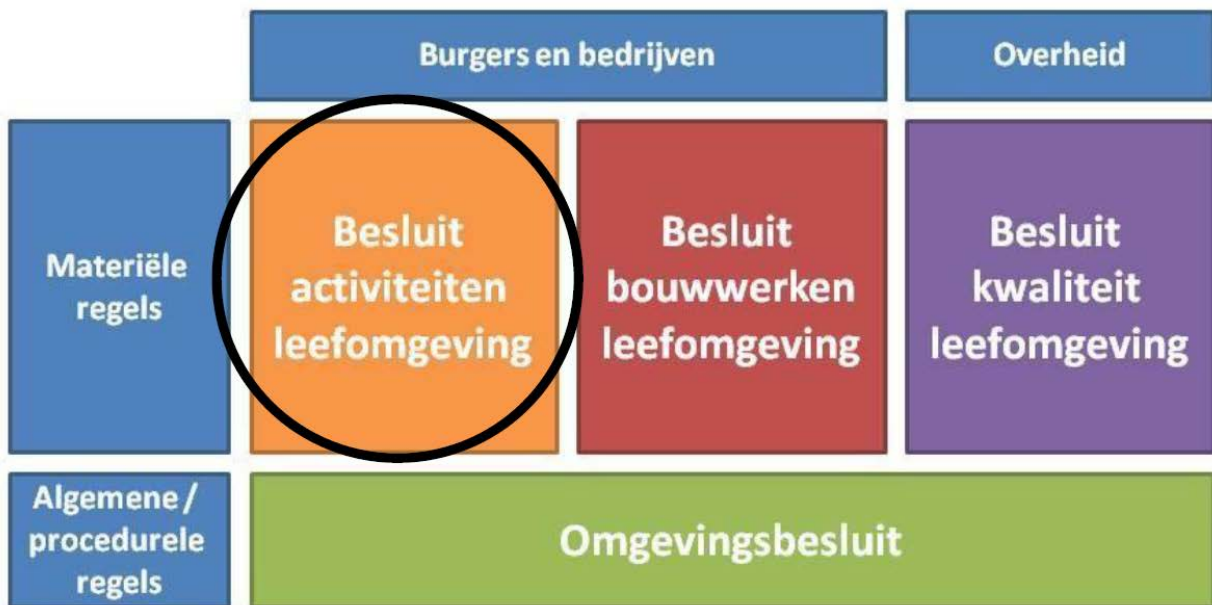 Burgers en bedrijven
Overheid
Materiële
regels
Besluit
activiteiten
leefomgeving
Besluit
bouwwerken
leefomgeving
Besluit
kwaliteit
leefomgeving
Algemene /
procedurele
regels
Omgevingsbesluit